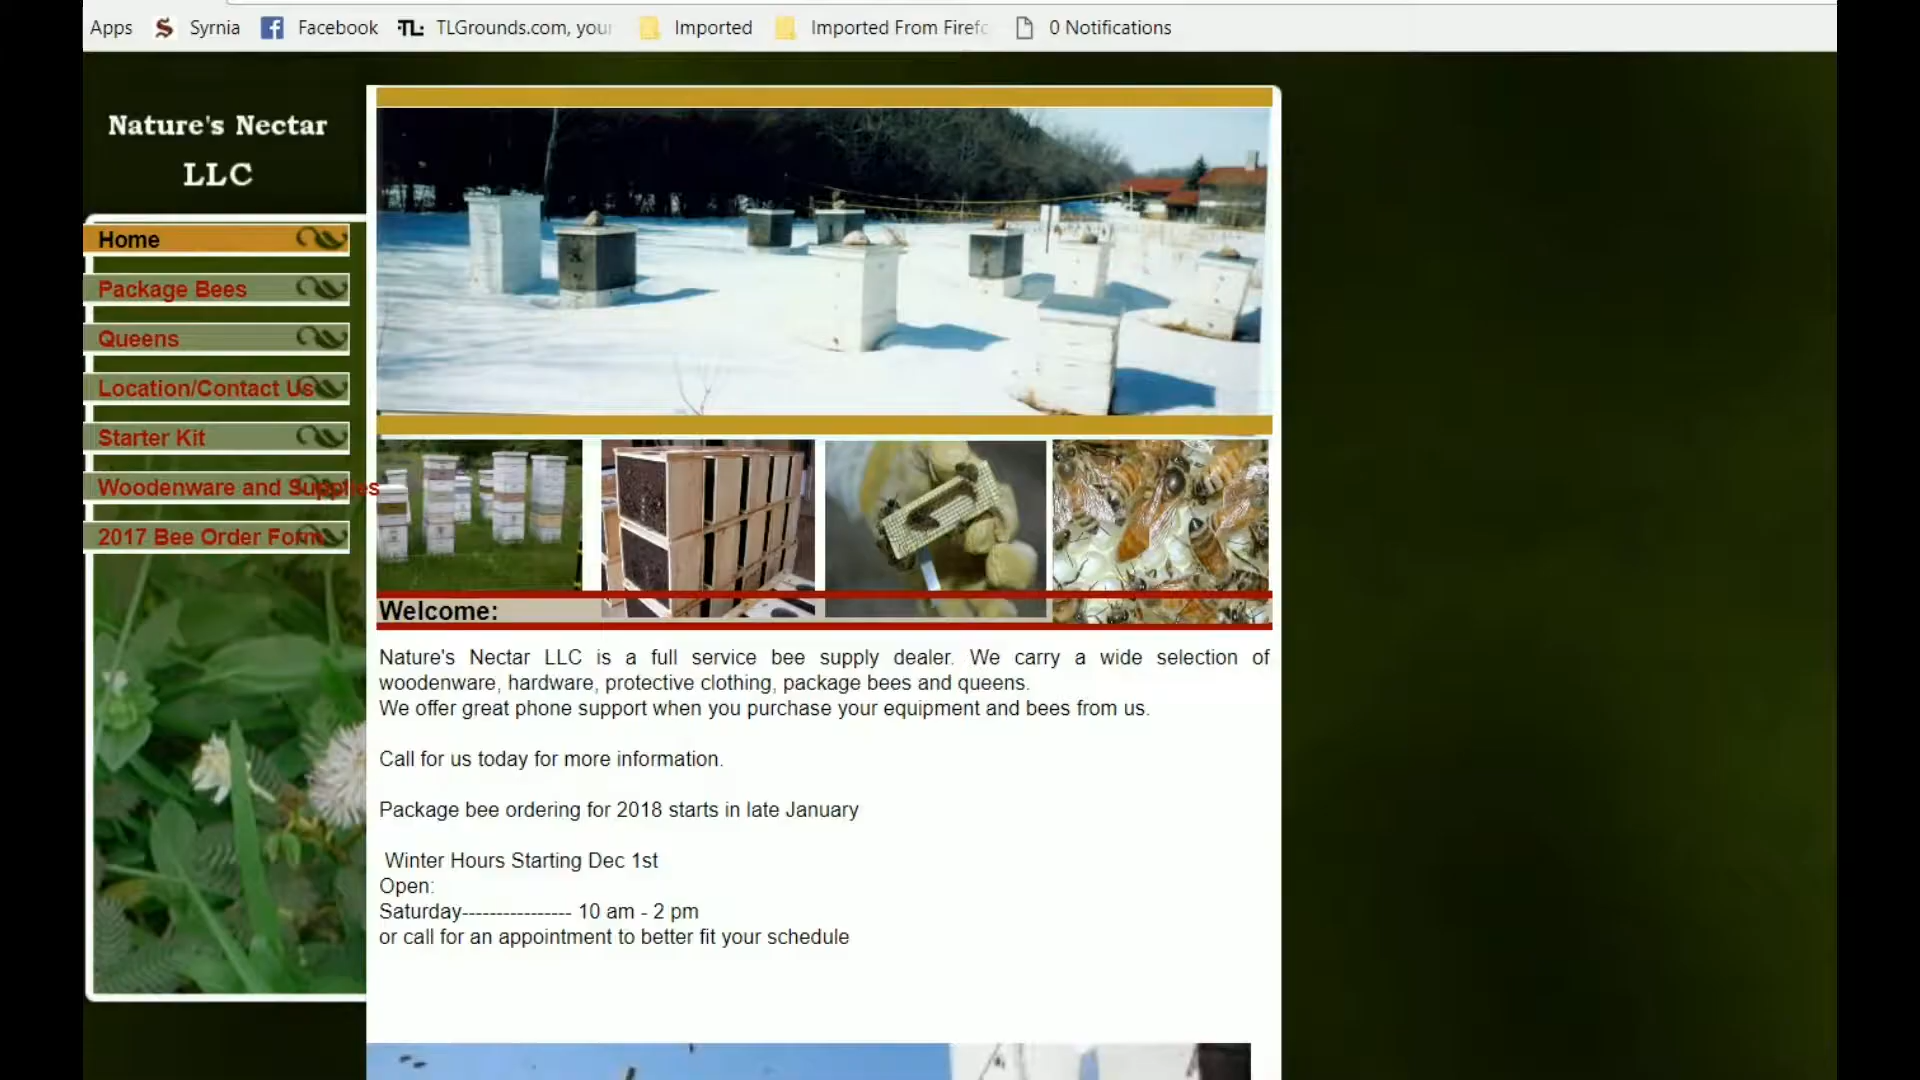 Apps Syrnia Facebook TL: TLGrounds.com, your Imported Imported From Firefo 0 Notifications
Nature's Nectar
LLC
Home
Package Bees
Queens
Location/Contact Us
Starter Kit
Woodenware and Supplies
2017 Bee Order Form
Welcome:
Nature's Nectar LLC is a full service bee supply dealer. We carry a wide selection of
woodenware, hardware, protective clothing, package bees and queens.
We offer great phone support when you purchase your equipment and bees from us.
Call for us today for more information.
Package bee ordering for 2018 starts in late January
Winter Hours Starting Dec 1st
Open:
Saturday---------------- 10 am - 2 pm
or call for an appointment to better fit your schedule